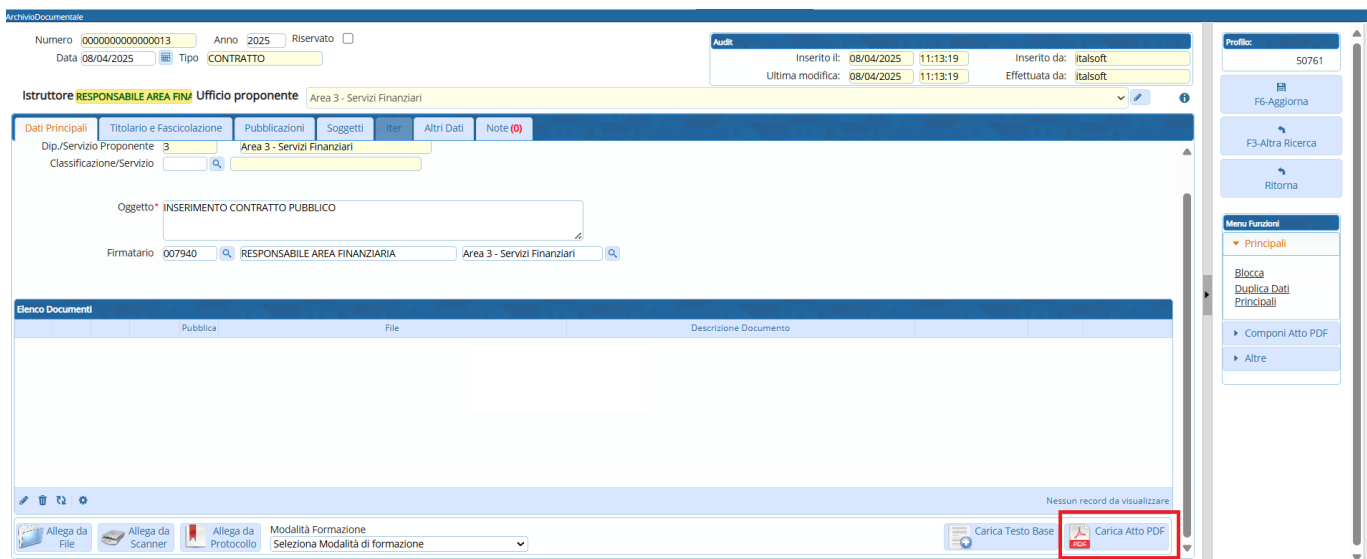 ArchivioDocumentale
Numero 0000000000000013 Anno 2025 Riservato
Data 08/04/2025 Tipo CONTRATTO
Audit
Inserito il: 08/04/2025 11:13:19 Inserito da: italsoft
Ultima modifica: 08/04/2025 11:13:19 Effettuata da: italsoft
Istruttore RESPONSABILE AREA FINA Ufficio proponente Area 3 - Servizi Finanziari
Dati Principali Titolario e Fascicolazione Pubblicazioni Soggetti Iter Altri Dati Note (0)
Dip./Servizio Proponente 3 Area 3 - Servizi Finanziari
Classificazione/Servizio
Oggetto* INSERIMENTO CONTRATTO PUBBLICO
Firmatario 007940 RESPONSABILE AREA FINANZIARIA Area 3 - Servizi Finanziari
Elenco Documenti
Pubblica File Descrizione Documento
Nessun record da visualizzare
Allega da File
Allega da Scanner
Allega da Protocollo
Modalità Formazione
Seleziona Modalità di formazione
Carica Testo Base
PDF Carica Atto PDF
Profilo:
50761
F6-Aggiorna
F3-Altra Ricerca
Ritorna
Menu Funzioni
Principali
Blocca
Duplica Dati
Principali
Componi Atto PDF
Altre